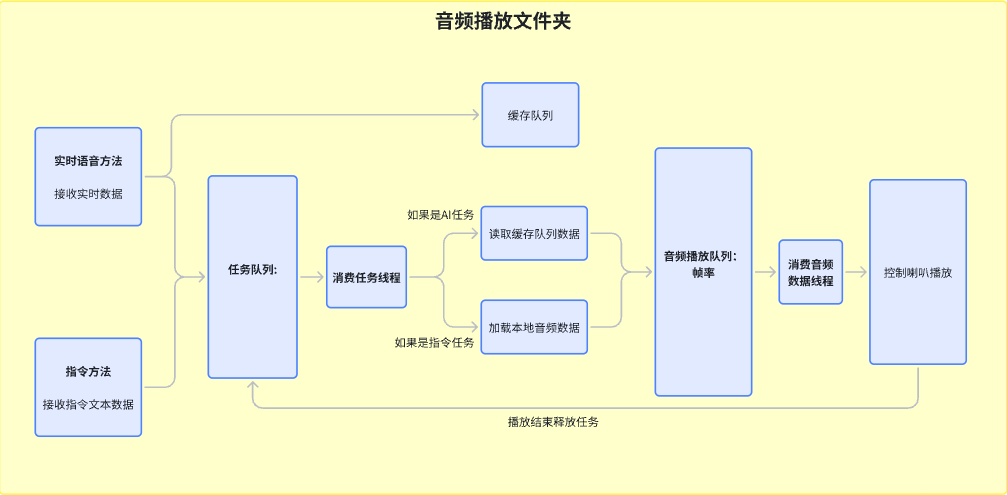 音频播放文件夹
缓存队列
实时语音方法
接收实时数据
任务队列:
如果是AI任务
读取缓存队列数据
消费任务线程
加载本地音频数据
如果是指令任务
音频播放队列：
帧率
消费音频
数据线程
控制喇叭播放
指令方法
接收指令文本数据
播放结束释放任务